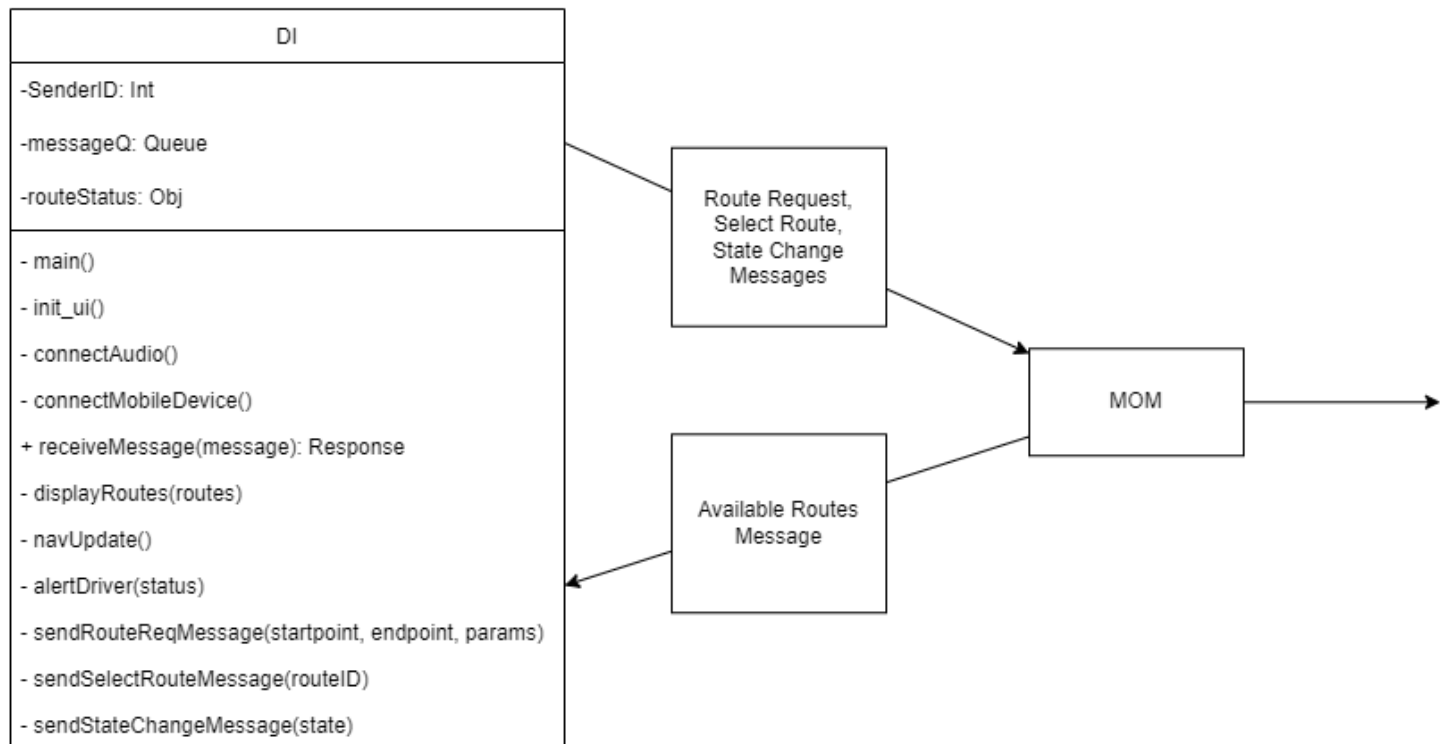 DI
-SenderID: Int
-messageQ: Queue
-routeStatus: Obj
- main()
- init_ui()
- connectAudio()
- connectMobileDevice()
+ receiveMessage(message): Response
- displayRoutes(routes)
- navUpdate()
- alertDriver(status)
- sendRouteReqMessage(startpoint, endpoint, params)
- sendSelectRouteMessage(routeID)
- sendStateChangeMessage(state)
Route Request,
Select Route,
State Change
Messages
Available Routes
Message
MOM